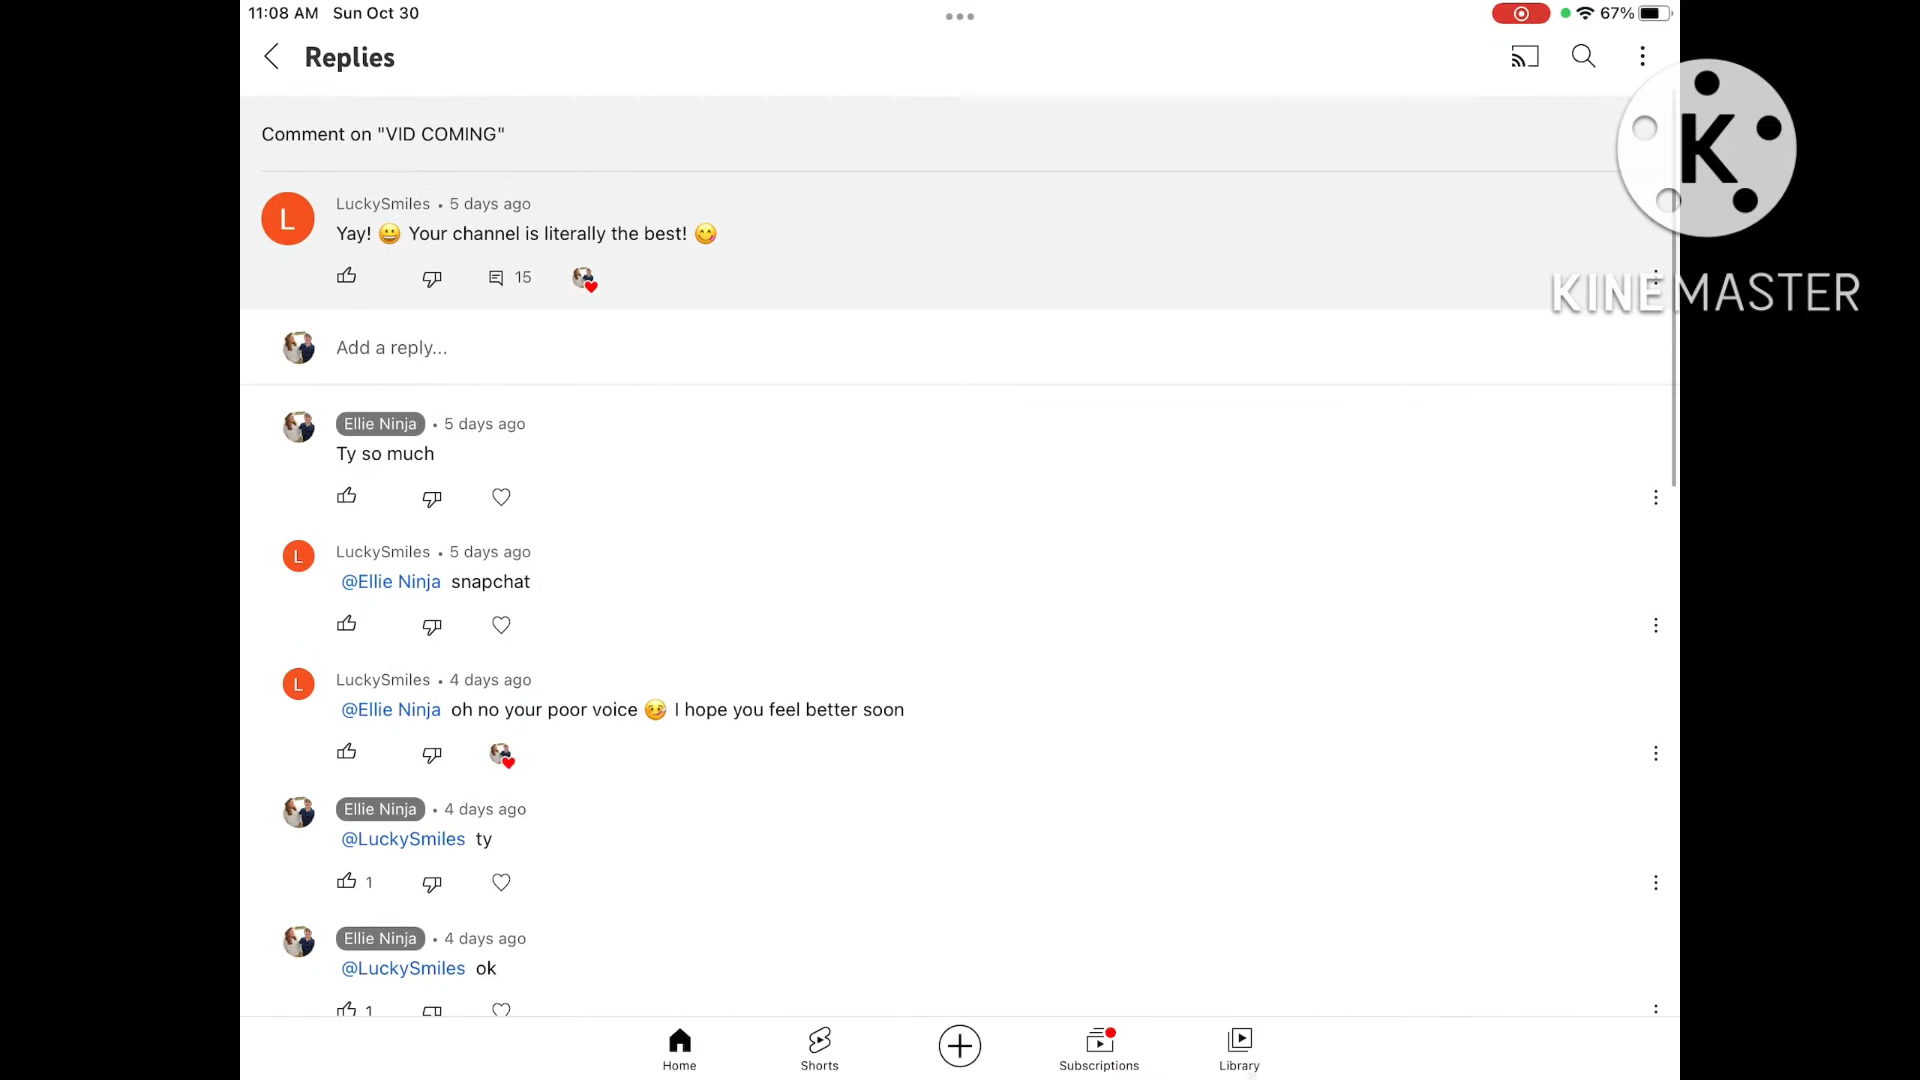 11:08 AM Sun Oct 30
67%
Replies
Comment on "VID COMING"
LuckySmiles • 5 days ago
L
Yay! 😀 Your channel is literally the best! 😋
15
K
KINEMASTER
Add a reply...
Ellie Ninja • 5 days ago
Ty so much
LuckySmiles • 5 days ago
L
@Ellie Ninja snapchat
LuckySmiles • 4 days ago
L
@Ellie Ninja oh no your poor voice 🤒 I hope you feel better soon
Ellie Ninja • 4 days ago
@LuckySmiles ty
1
Ellie Ninja • 4 days ago
@LuckySmiles ok
1
Home
Shorts
Subscriptions
Library